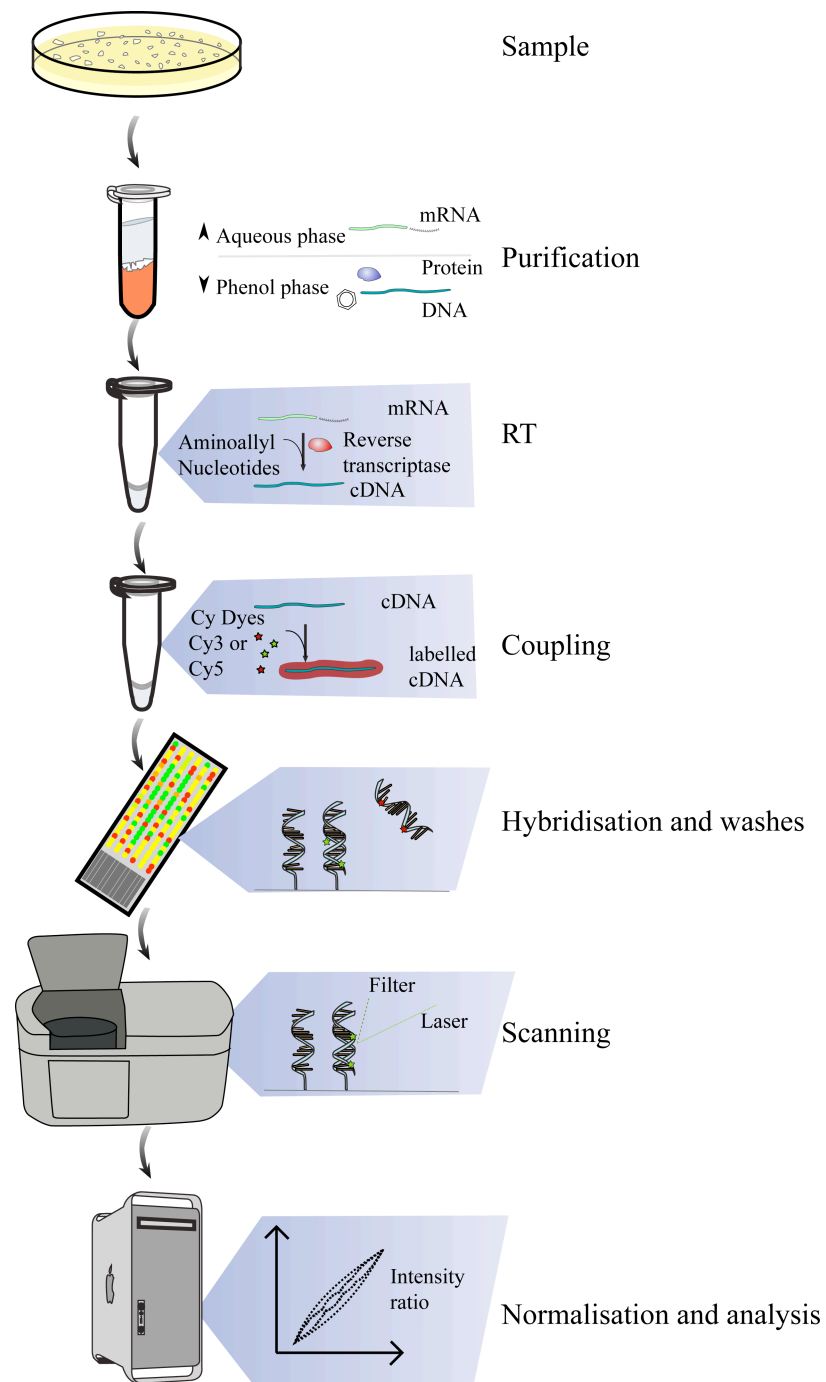 Sample
Aqueous phase
mRNA
Phenol phase
Protein
DNA
Purification
mRNA
Aminoallyl
Nucleotides
Reverse
transcriptase
cDNA
RT
cDNA
Cy Dyes
Cy3 or
Cy5
labelled
cDNA
Coupling
Hybridisation and washes
Filter
Laser
Scanning
Intensity
ratio
Normalisation and analysis